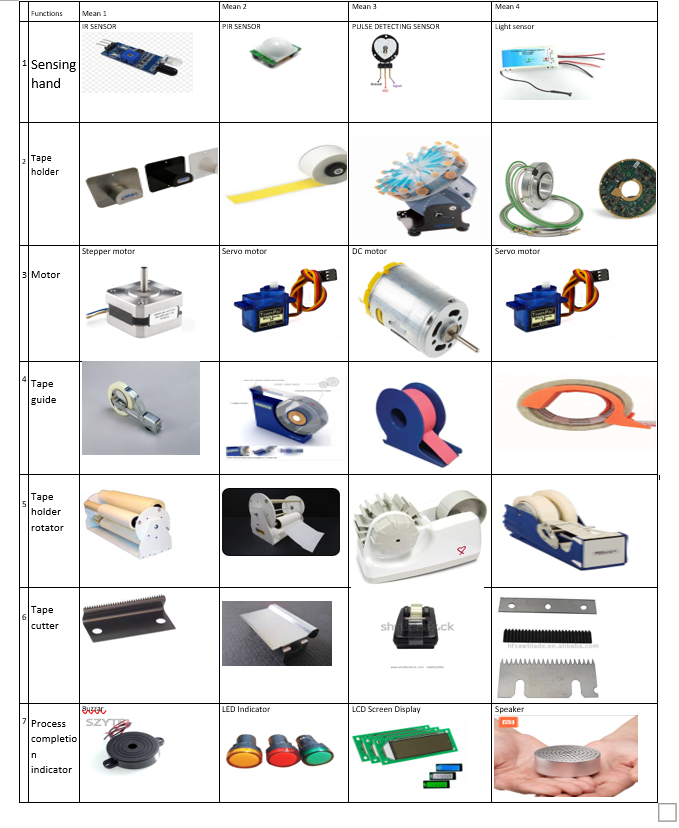 Functions
Mean 1
Mean 2
Mean 3
Mean 4
1
Sensing
hand
IR SENSOR
PIR SENSOR
PULSE DETECTING SENSOR
Light sensor
2
Tape
holder
3
Motor
Stepper motor
Servo motor
DC motor
Servo motor
4
Tape
guide
5
Tape
holder
rotator
6
Tape
cutter
hfsawblade.en.alibaba.com
7
Process
completio
n
indicator
Buzzer
SZYT
LED Indicator
LCD Screen Display
Speaker